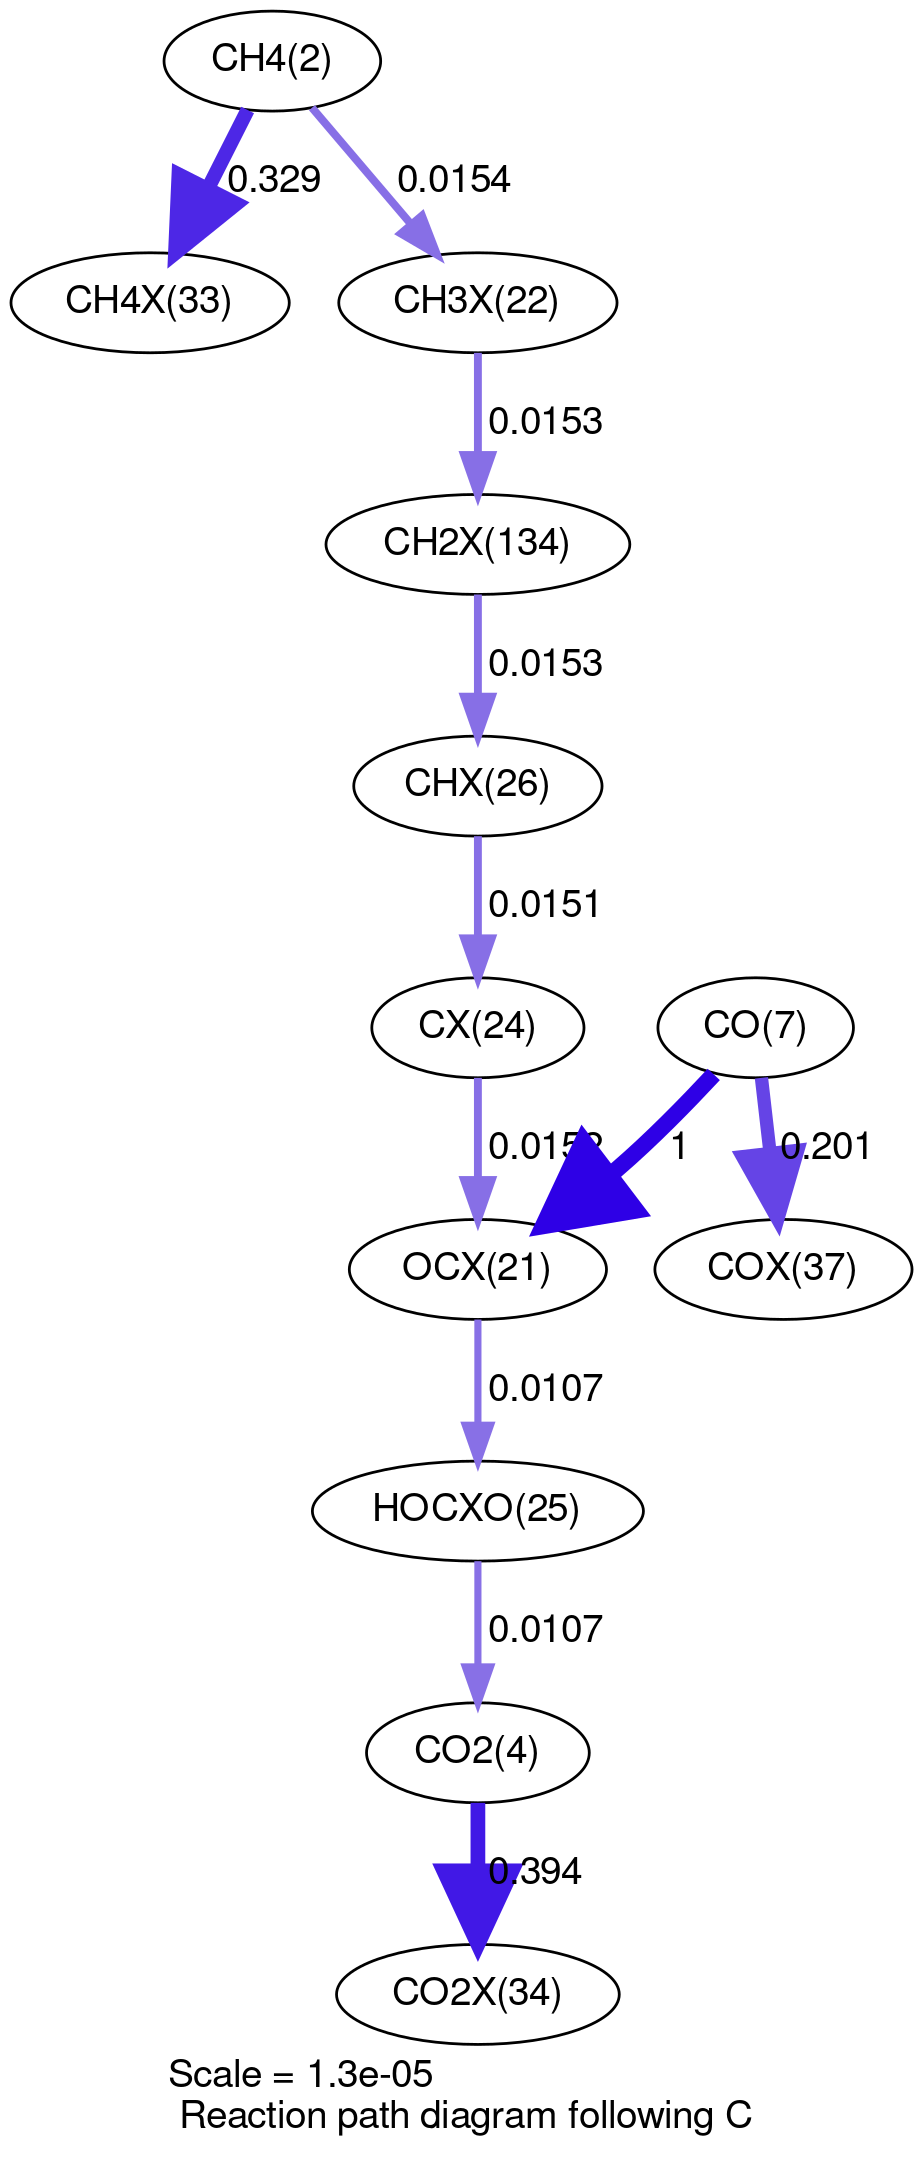 CH4(2)
0.329
0.0154
CH4X(33)
CH3X(22)
0.0153
CH2X(134)
0.0153
CHX(26)
0.0151
CX(24)
CO(7)
1
0.201
OCX(21)
COX(37)
0.0107
HOCXO(25)
0.0107
CO2(4)
0.394
CO2X(34)
Scale = 1.3e-05
Reaction path diagram following C